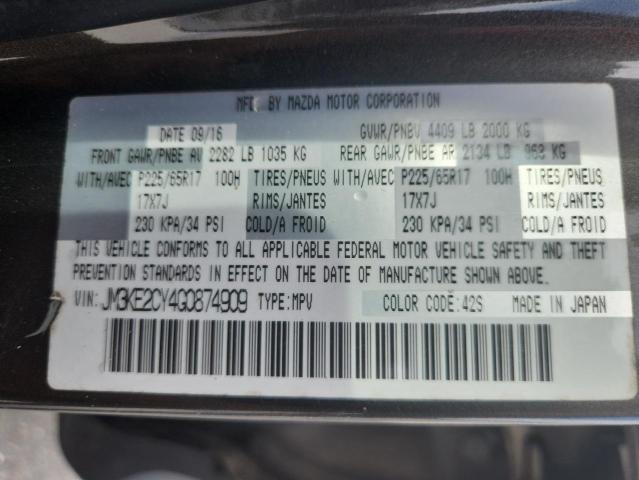 MFD. BY MAZDA MOTOR CORPORATION
DATE 09/16 GVWR/PNBV 4409 LB 2000 KG
FRONT GAWR/PNBE AV 2282 LB 1035 KG REAR GAWR/PNBE AR 2134 LB 968 KG
WITH/AVEC P225/65R17 100H TIRES/PNEUS WITH/AVEC P225/65R17 100H TIRES/PNEUS
17X7J RIMS/JANTES 17X7J RIMS/JANTES
230 KPA/34 PSI COLD/A FROID 230 KPA/34 PSI COLD/A FROID
THIS VEHICLE CONFORMS TO ALL APPLICABLE FEDERAL MOTOR VEHICLE SAFETY AND THEFT
PREVENTION STANDARDS IN EFFECT ON THE DATE OF MANUFACTURE SHOWN ABOVE.
VIN: JM3KE2CY4G0874909 TYPE:MPV COLOR CODE:42S MADE IN JAPAN